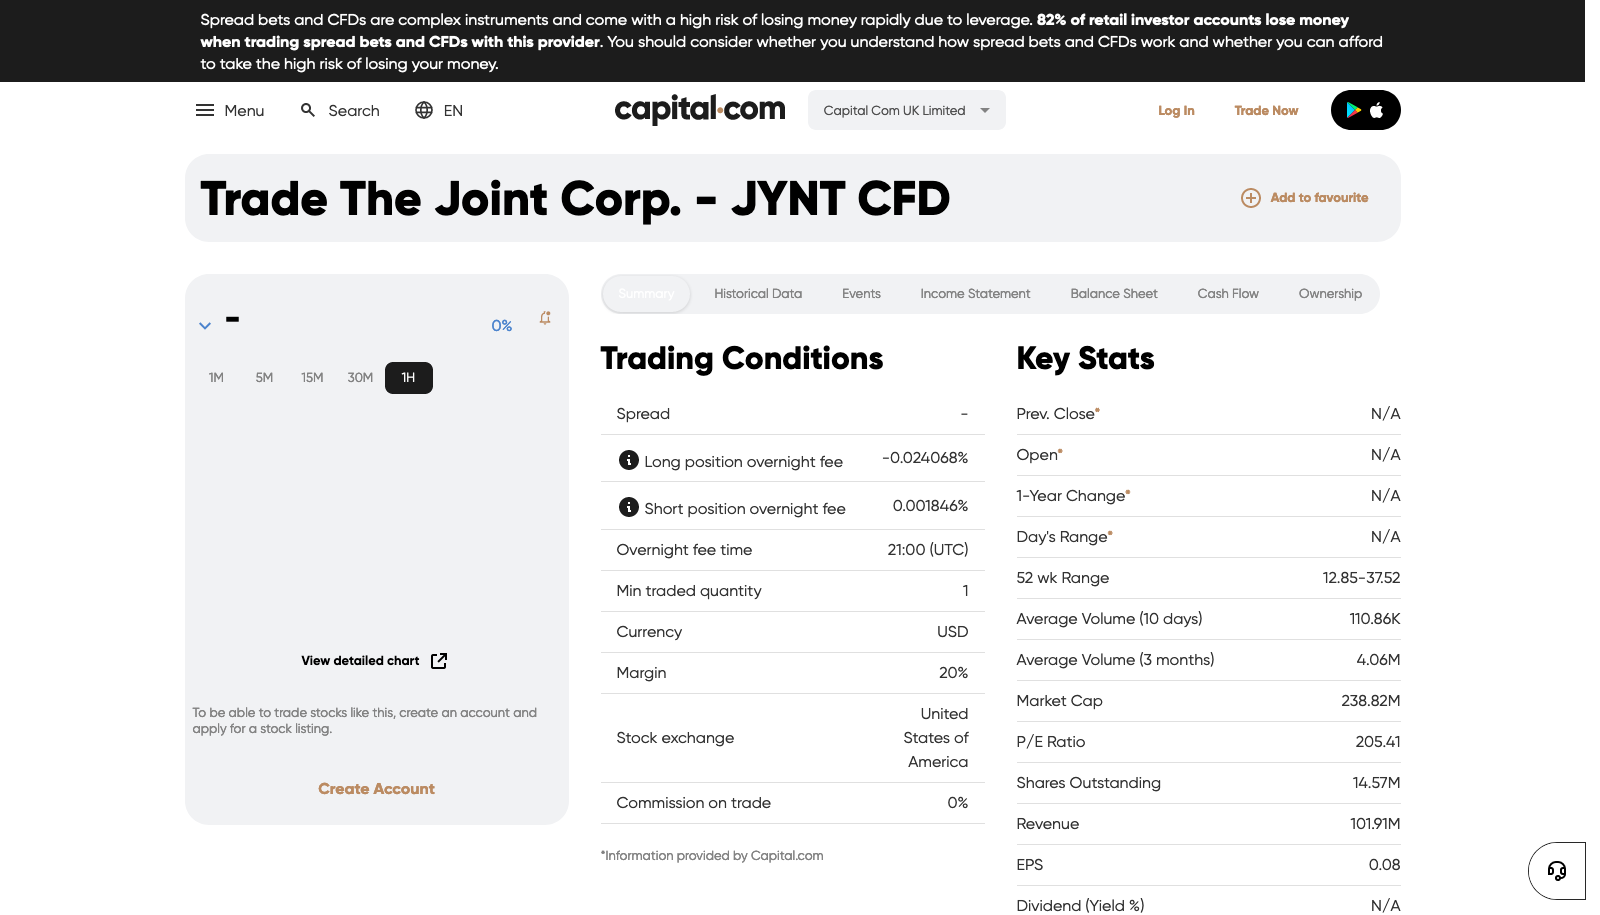 Spread bets and CFDs are complex instruments and come with a high risk of losing money rapidly due to leverage. 82% of retail investor accounts lose money
when trading spread bets and CFDs with this provider. You should consider whether you understand how spread bets and CFDs work and whether you can afford
to take the high risk of losing your money.
Menu Search EN capital.com Capital Com UK Limited Log In Trade Now
Trade The Joint Corp. - JYNT CFD Add to favourite
- 0%
1M 5M 15M 30M 1H
View detailed chart
To be able to trade stocks like this, create an account and
apply for a stock listing.
Create Account
Summary Historical Data Events Income Statement Balance Sheet Cash Flow Ownership
Trading Conditions
Spread -
Long position overnight fee -0.024068%
Short position overnight fee 0.001846%
Overnight fee time 21:00 (UTC)
Min traded quantity 1
Currency USD
Margin 20%
Stock exchange United
States of
America
Commission on trade 0%
*Information provided by Capital.com
Key Stats
Prev. Close* N/A
Open* N/A
1-Year Change* N/A
Day's Range* N/A
52 wk Range 12.85-37.52
Average Volume (10 days) 110.86K
Average Volume (3 months) 4.06M
Market Cap 238.82M
P/E Ratio 205.41
Shares Outstanding 14.57M
Revenue 101.91M
EPS 0.08
Dividend (Yield %) N/A